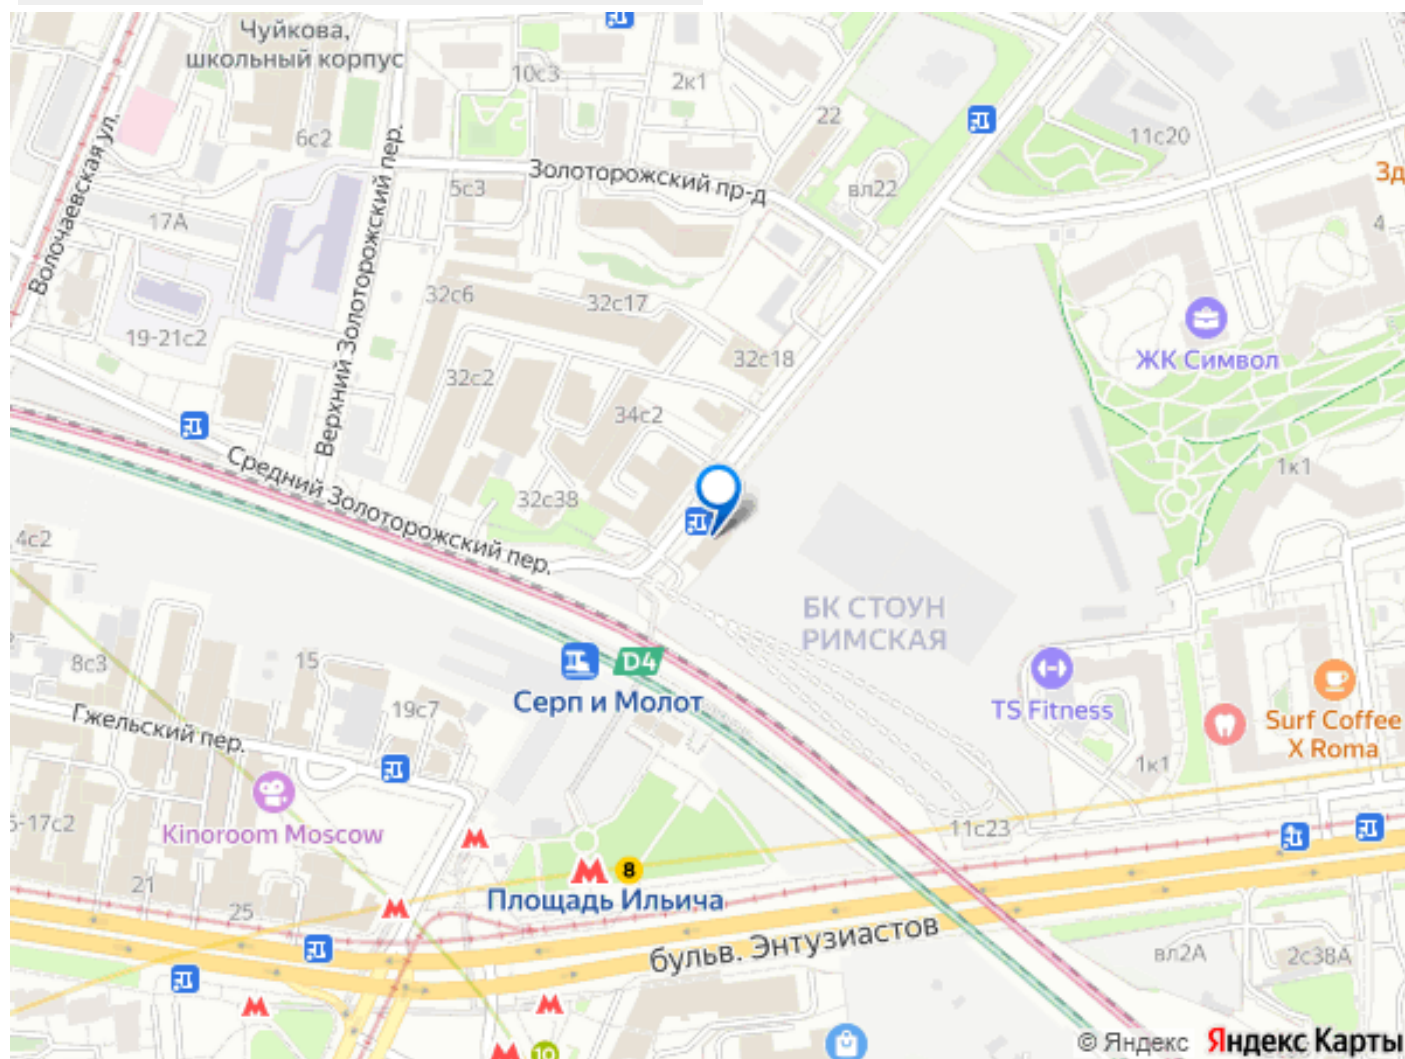 Чуйкова,
школьный корпус
10с3
2к1
22
11с20
6с2
Волочаевская ул.
Верхний Золоторожский пер.
5с3
Золоторожский пр-д
вл22
Зд
4
17А
32с6
32с17
19-21с2
32с2
32с18
ЖК Символ
34с2
1к1
Средний Золоторожский пер.
32с38
4с2
БК СТОУН
РИМСКАЯ
8с3
15
D4
Серп и Молот
19с7
TS Fitness
Surf Coffee
X Roma
Гжельский пер.
1к1
Kinoroom Moscow
5-17с2
11с23
8
Площадь Ильича
21
25
бульв. Энтузиастов
вл2А
2с38А
10
© Яндекс Яндекс Карты